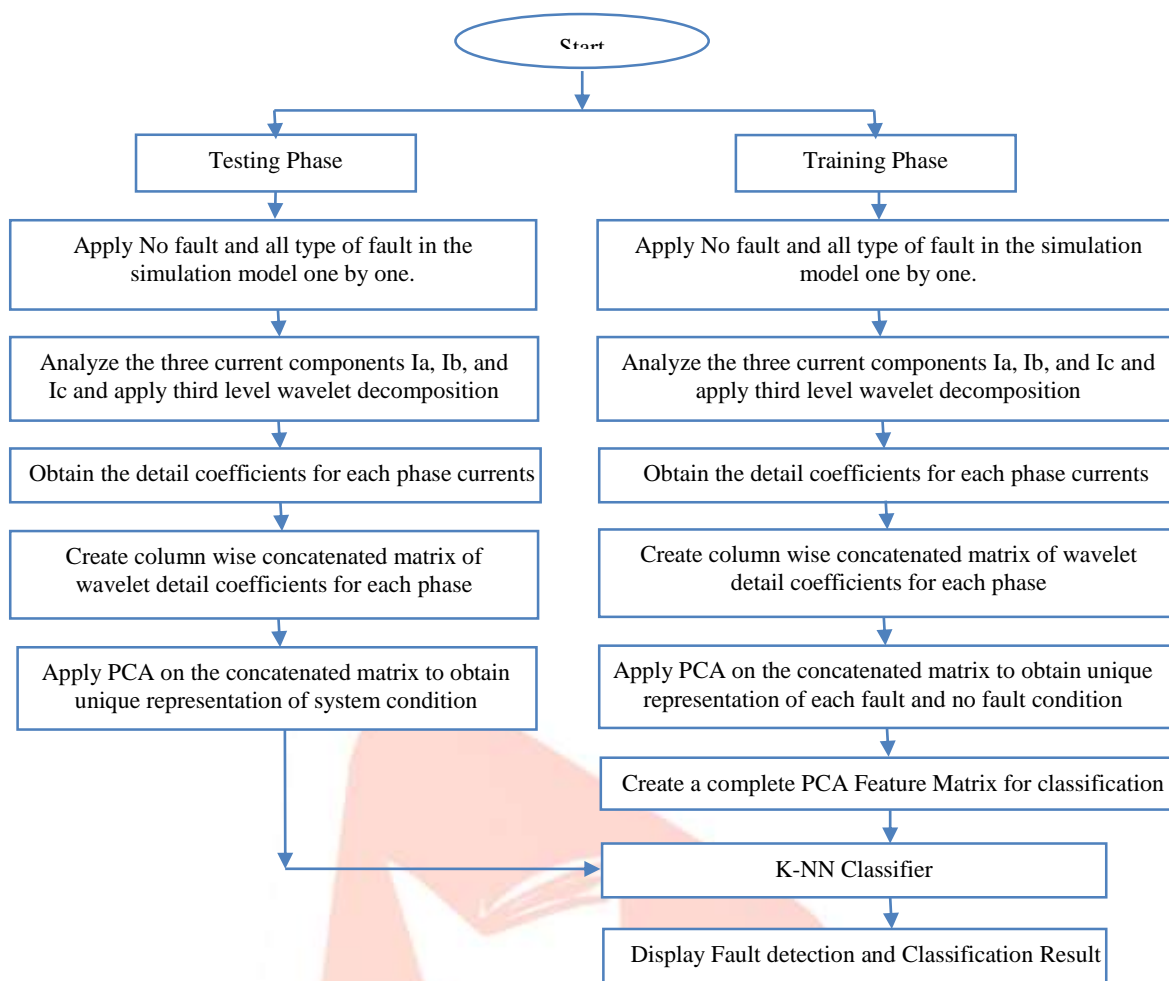 Start
Testing Phase
Training Phase
Apply No fault and all type of fault in the
simulation model one by one.
Apply No fault and all type of fault in the simulation
model one by one.
Analyze the three current components Ia, Ib, and
Ic and apply third level wavelet decomposition
Analyze the three current components Ia, Ib, and Ic and
apply third level wavelet decomposition
Obtain the detail coefficients for each phase currents
Obtain the detail coefficients for each phase currents
Create column wise concatenated matrix of
wavelet detail coefficients for each phase
Create column wise concatenated matrix of wavelet
detail coefficients for each phase
Apply PCA on the concatenated matrix to obtain
unique representation of system condition
Apply PCA on the concatenated matrix to obtain unique
representation of each fault and no fault condition
Create a complete PCA Feature Matrix for classification
K-NN Classifier
Display Fault detection and Classification Result